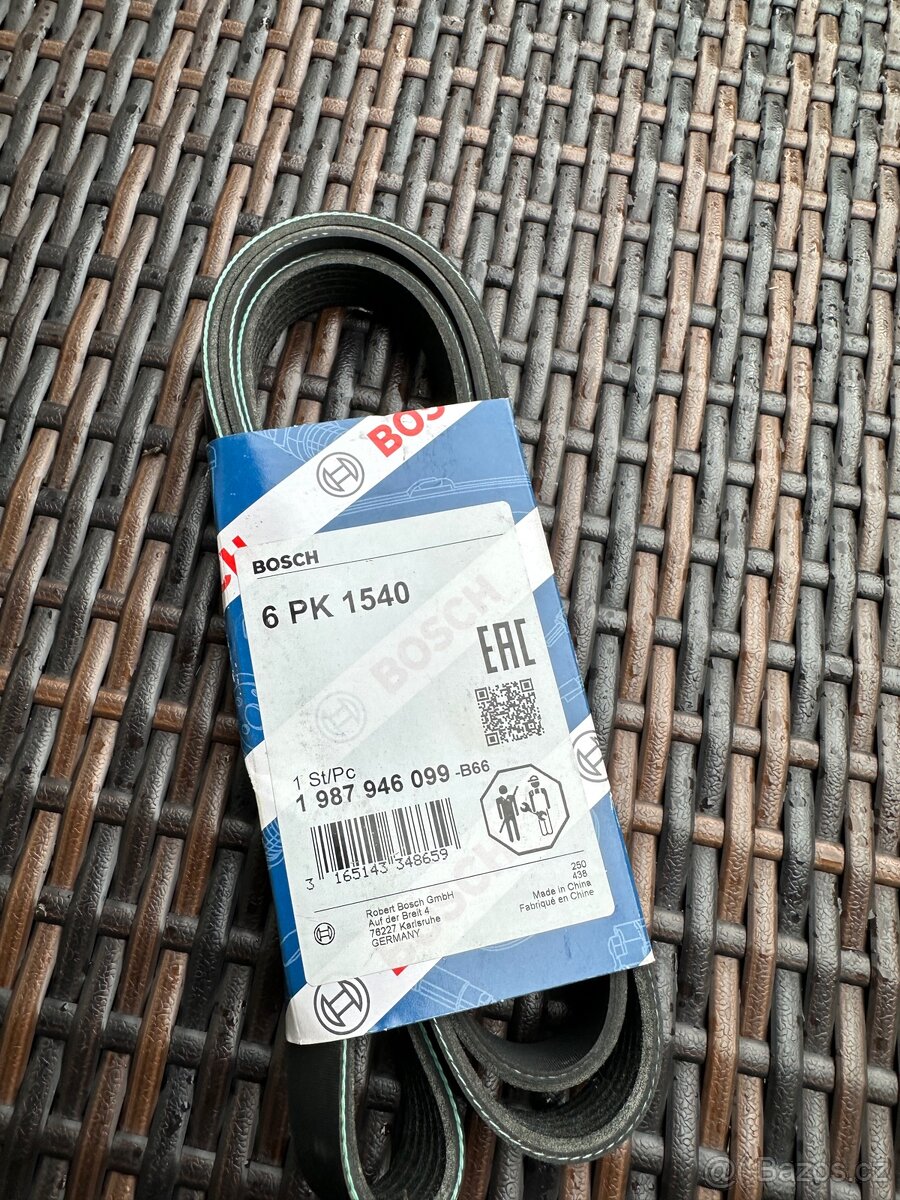 BOSCH
BOSCH
6 PK 1540
BOSCH
EAC
1 St/Pc
1 987 946 099 -B66
3 165143 348659
BOSCH
250
438
Made in China
Fabriqué en Chine
Robert Bosch GmbH
Auf der Breit 4
76227 Karlsruhe
GERMANY
Bazos.cz